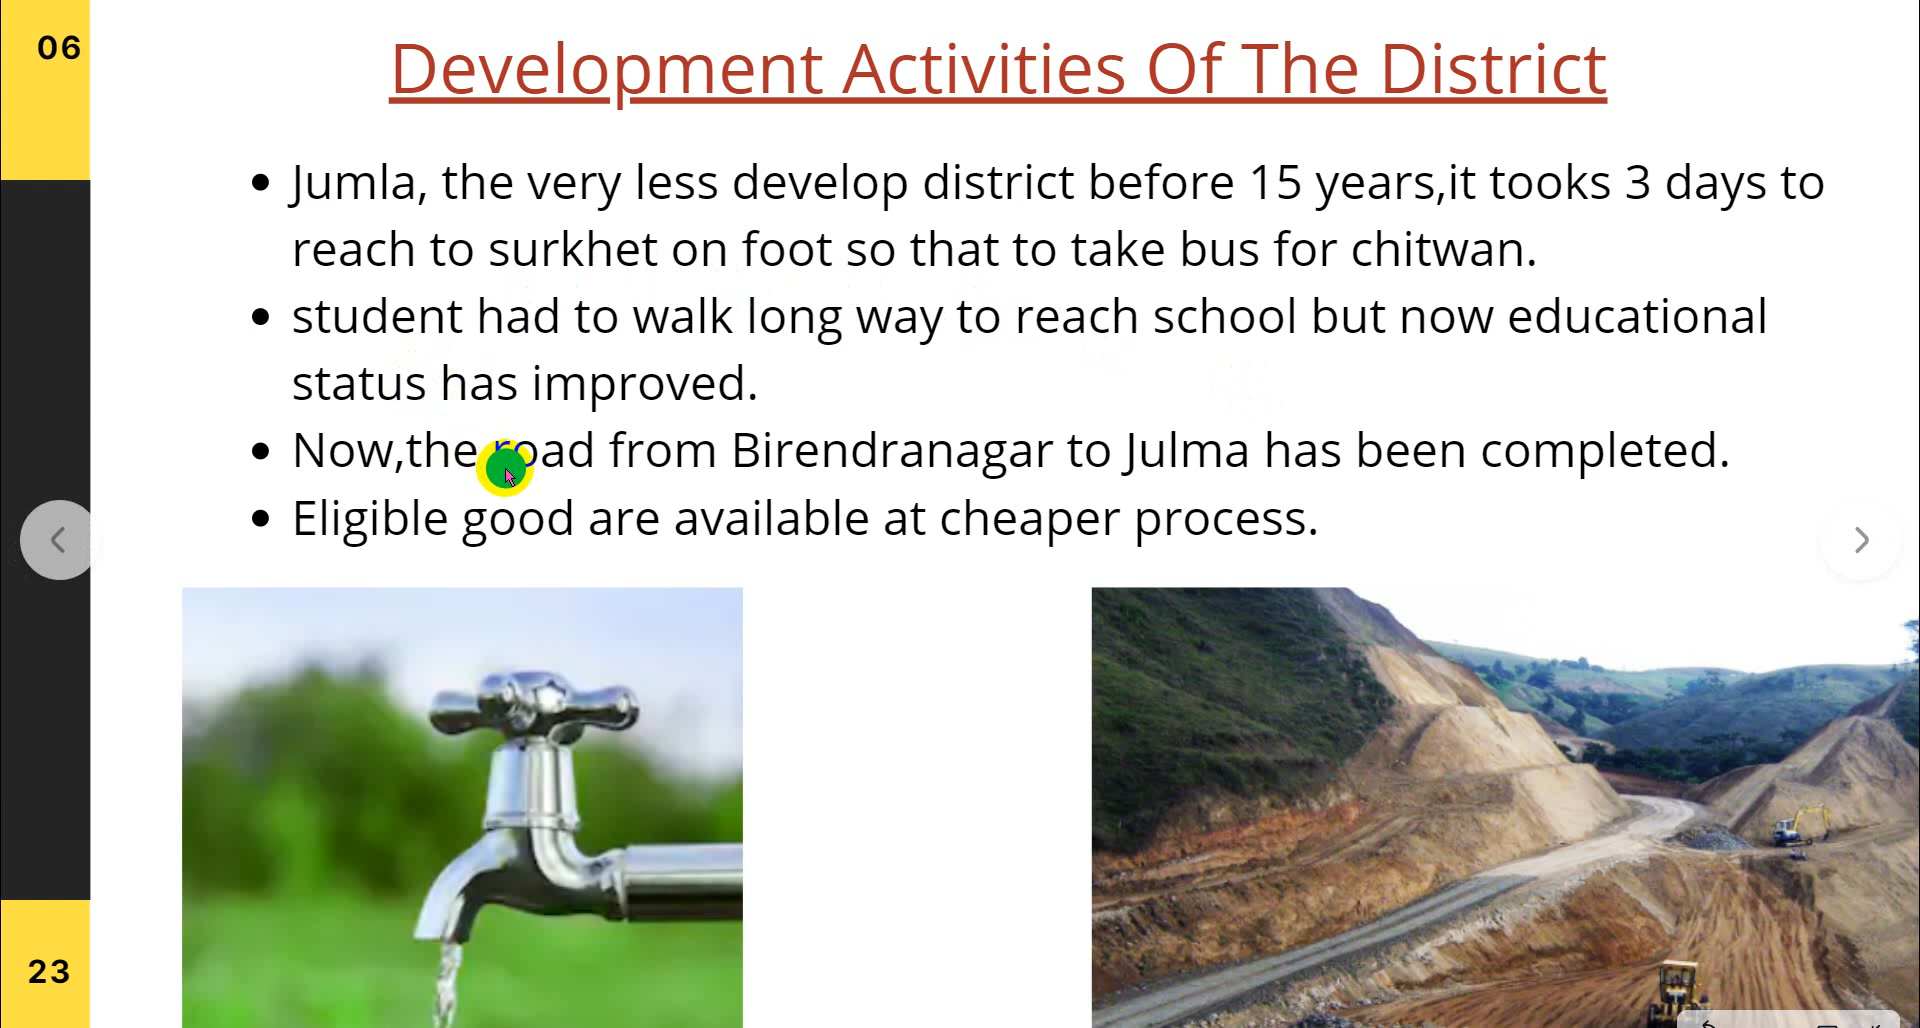 06
Development Activities Of The District
• Jumla, the very less develop district before 15 years,it tooks 3 days to
reach to surkhet on foot so that to take bus for chitwan.
• student had to walk long way to reach school but now educational
status has improved.
• Now,the road from Birendranagar to Julma has been completed.
• Eligible good are available at cheaper process.
23